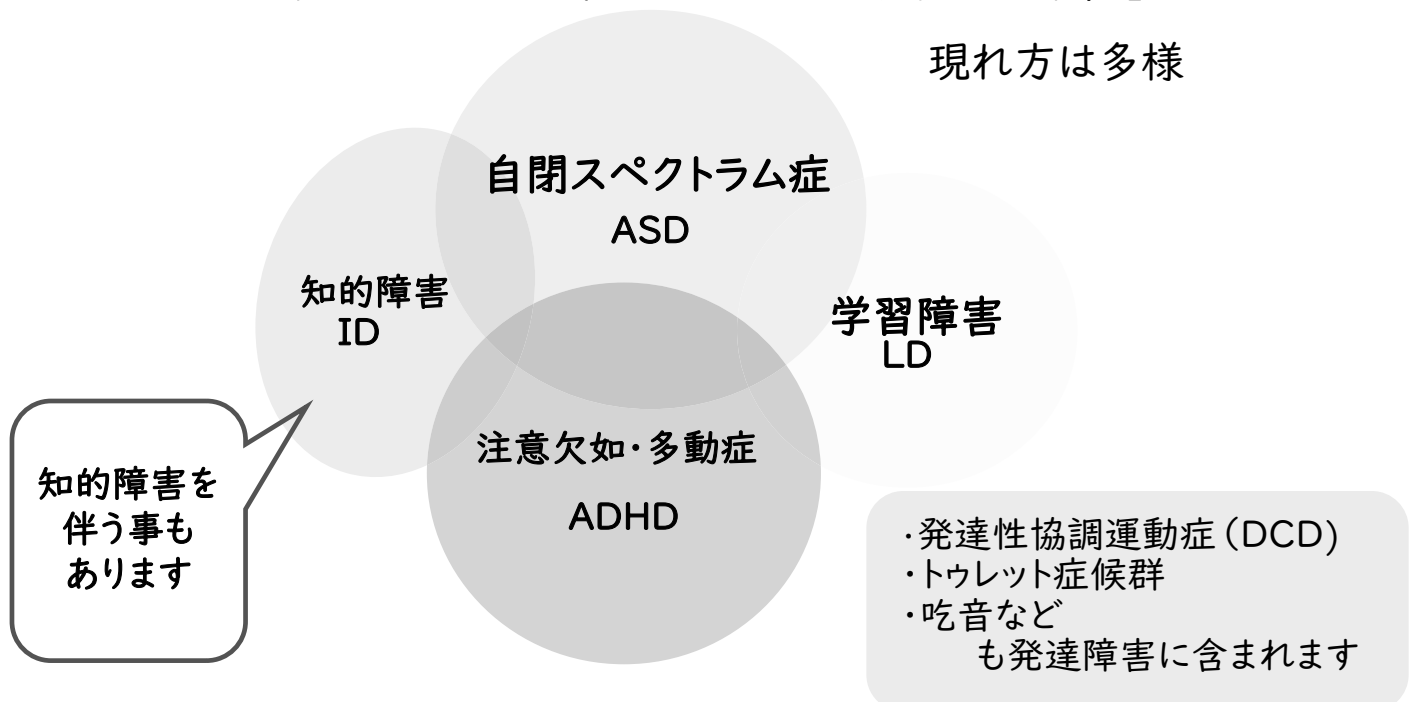 現れ方は多様
自閉スペクトラム症
ASD
知的障害
ID
学習障害
LD
注意欠如・多動症
ADHD
知的障害を
伴う事も
あります
・発達性協調運動症(DCD)
・トゥレット症候群
・吃音など
も発達障害に含まれます